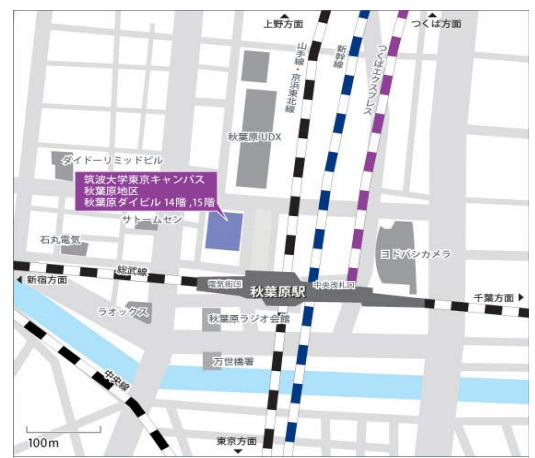 上野方面
つくば方面
山手線・京浜東北線
新幹線
つくばエクスプレス
秋葉原UDX
ダイドーリミッドビル
筑波大学東京キャンパス
秋葉原地区
秋葉原ダイビル 14階 ,15階
サトームセン
石丸電気
ヨドバシカメラ
総武線
新宿方面
電気街口
秋葉原駅
中央改札口
千葉方面
ラオックス
秋葉原ラジオ会館
万世橋署
中央線
100m
東京方面